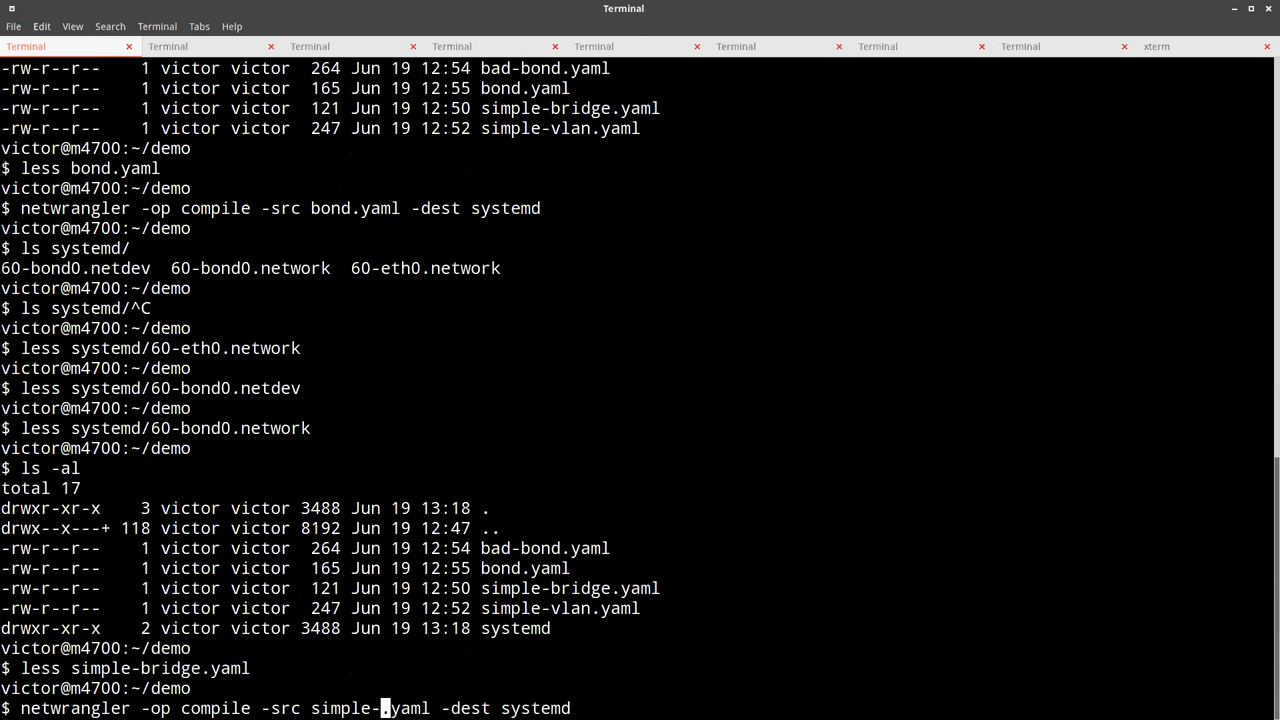 Terminal
File Edit View Search Terminal Tabs Help
Terminal Terminal Terminal Terminal Terminal Terminal Terminal Terminal xterm
-rw-r--r--    1 victor victor  264 Jun 19 12:54 bad-bond.yaml
-rw-r--r--    1 victor victor  165 Jun 19 12:55 bond.yaml
-rw-r--r--    1 victor victor  121 Jun 19 12:50 simple-bridge.yaml
-rw-r--r--    1 victor victor  247 Jun 19 12:52 simple-vlan.yaml
victor@m4700:~/demo
$ less bond.yaml
victor@m4700:~/demo
$ netwrangler -op compile -src bond.yaml -dest systemd
victor@m4700:~/demo
$ ls systemd/
60-bond0.netdev  60-bond0.network  60-eth0.network
victor@m4700:~/demo
$ ls systemd/^C
victor@m4700:~/demo
$ less systemd/60-eth0.network
victor@m4700:~/demo
$ less systemd/60-bond0.netdev
victor@m4700:~/demo
$ less systemd/60-bond0.network
victor@m4700:~/demo
$ ls -al
total 17
drwxr-xr-x    3 victor victor 3488 Jun 19 13:18 .
drwx--x---+ 118 victor victor 8192 Jun 19 12:47 ..
-rw-r--r--    1 victor victor  264 Jun 19 12:54 bad-bond.yaml
-rw-r--r--    1 victor victor  165 Jun 19 12:55 bond.yaml
-rw-r--r--    1 victor victor  121 Jun 19 12:50 simple-bridge.yaml
-rw-r--r--    1 victor victor  247 Jun 19 12:52 simple-vlan.yaml
drwxr-xr-x    2 victor victor 3488 Jun 19 13:18 systemd
victor@m4700:~/demo
$ less simple-bridge.yaml
victor@m4700:~/demo
$ netwrangler -op compile -src simple-.yaml -dest systemd